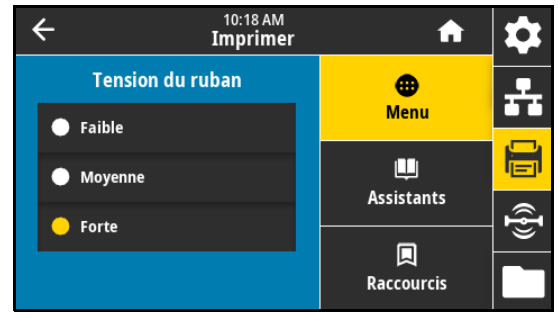 10:18 AM
Imprimer
Tension du ruban
Faible
Moyenne
Forte
Menu
Assistants
Raccourcis